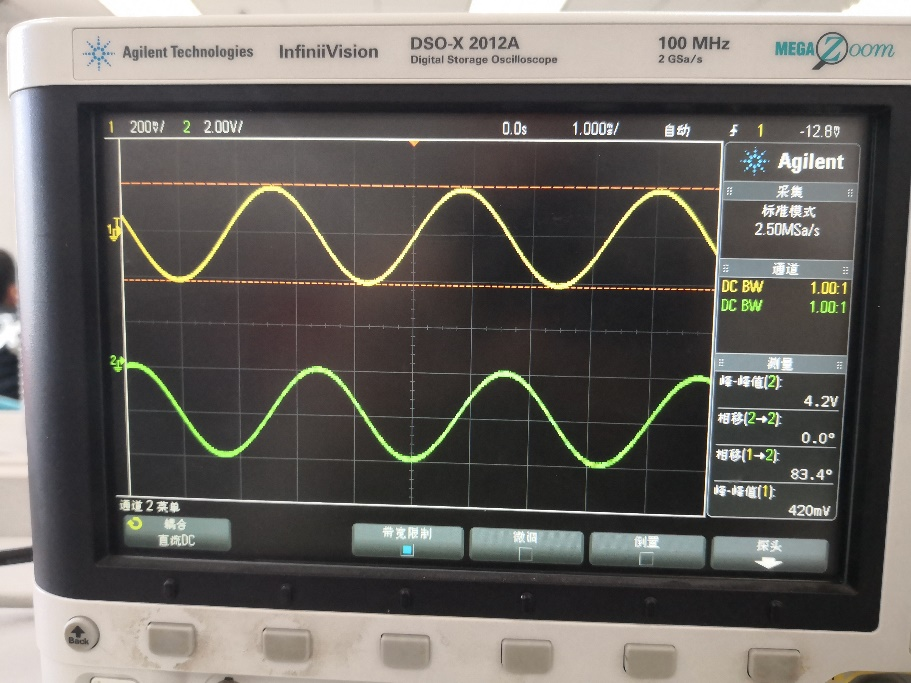 Agilent Technologies InfiniiVision DSO-X 2012A 100 MHz MEGA Zoom
Digital Storage Oscilloscope 2 GSa/s
1 200mV/ 2 2.00V/ 0.0s 1.000ms/ 自动 1 -12.8mV
Agilent
采集
标准模式
2.50MSa/s
通道
DC BW 1.00:1
DC BW 1.00:1
测量
峰-峰值(2):
4.2V
相移(2→2):
0.0°
相移(1→2):
83.4°
峰-峰值(1):
420mV
1
2
通道 2 菜单
耦合
直流DC
带宽限制
微调
倒置
探头
Back